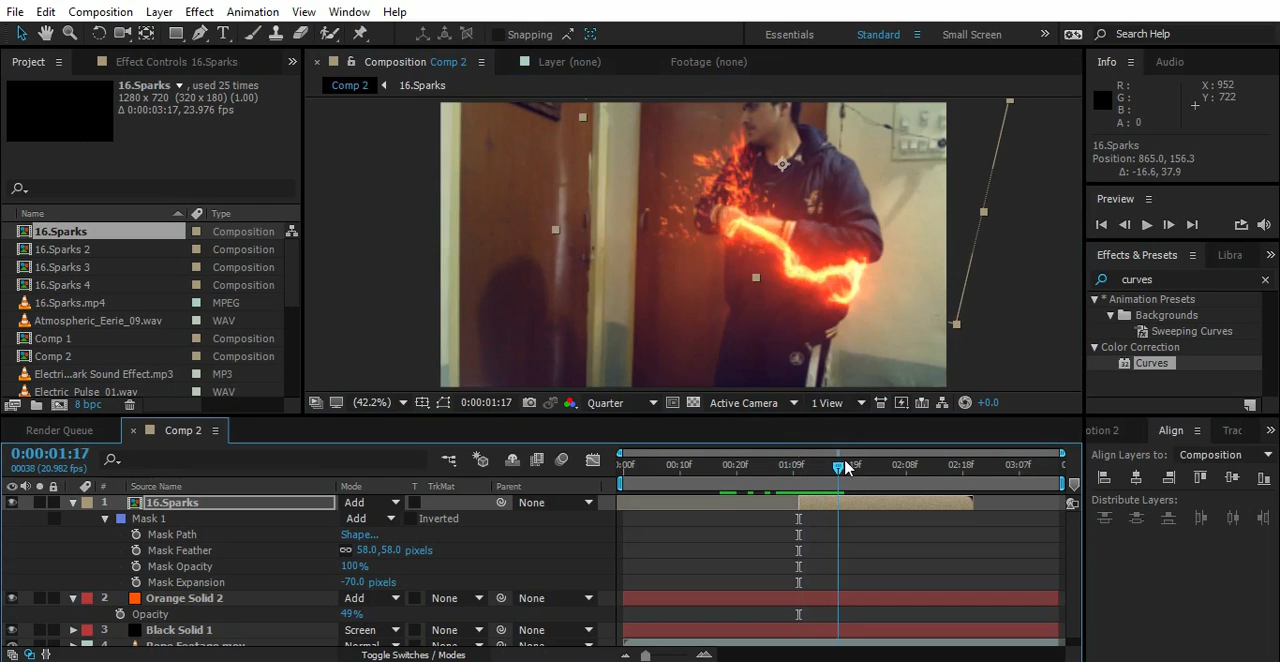 File Edit Composition Layer Effect Animation View Window Help
Snapping Essentials Standard Small Screen Search Help
Project Effect Controls 16.Sparks
16.Sparks , used 25 times
1280 x 720 (320 x 180) (1.00)
Δ 0:00:03:17, 23.976 fps
Name Type
16.Sparks Composition
16.Sparks 2 Composition
16.Sparks 3 Composition
16.Sparks 4 Composition
16.Sparks.mp4 MPEG
Atmospheric_Eerie_09.wav WAV
Comp 1 Composition
Comp 2 Composition
Electri...ark Sound Effect.mp3 MP3
Electric_Pulse_01.wav WAV
8 bpc
Composition Comp 2 Layer (none) Footage (none)
Comp 2 16.Sparks
(42.2%) 0:00:01:17 Quarter Active Camera 1 View +0.0
Info Audio
R :
G :
B :
A : 0
X : 952
Y : 722
16.Sparks
Position: 865.0, 156.3
Δ: -16.6, 37.9
Preview
Effects & Presets Libra
curves
* Animation Presets
Backgrounds
Sweeping Curves
Color Correction
32 Curves
Render Queue Comp 2
0:00:01:17
00038 (20.982 fps)
:00f 00:10f 00:20f 01:09f 19f 02:08f 02:18f 03:07f
# Source Name Mode T TrkMat Parent
1 16.Sparks Add None
Mask 1 Add Inverted
Mask Path Shape...
Mask Feather 58.0,58.0 pixels
Mask Opacity 100%
Mask Expansion -70.0 pixels
2 Orange Solid 2 Add None None
Opacity 49%
3 Black Solid 1 Screen None None
Toggle Switches / Modes
otion 2 Align Trac
Align Layers to: Composition
Distribute Layers: